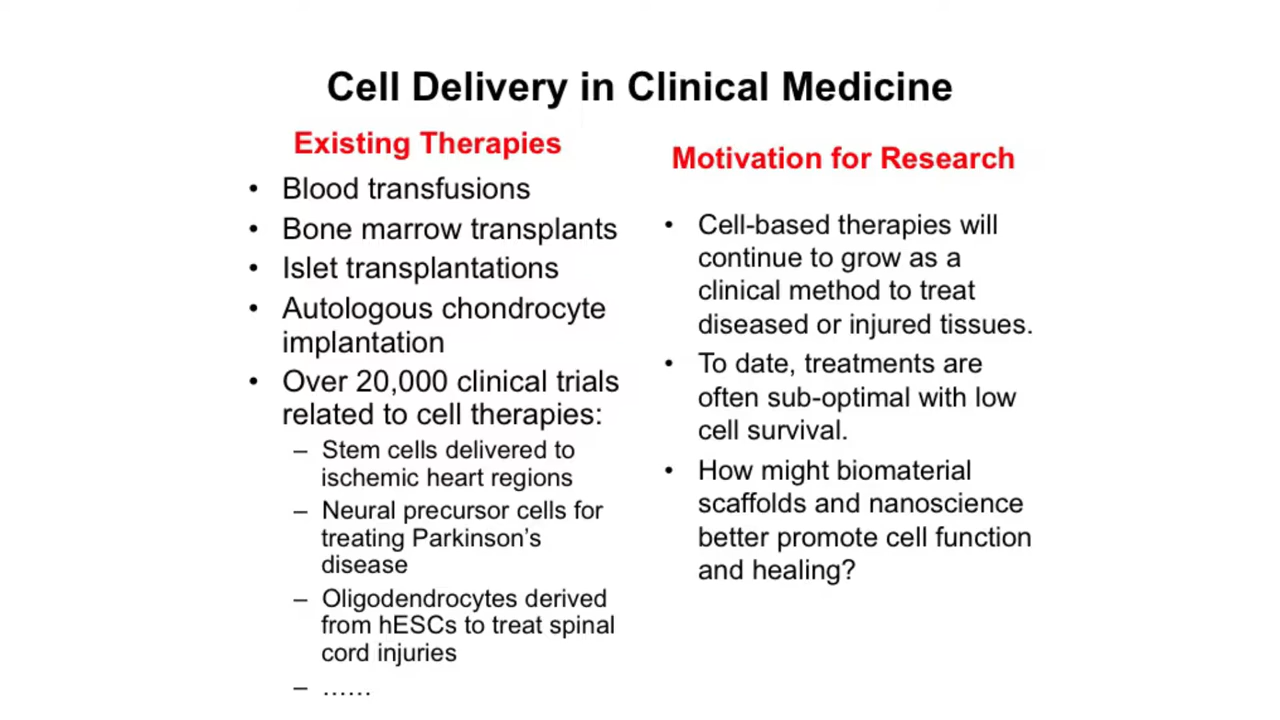 Cell Delivery in Clinical Medicine
Existing Therapies
• Blood transfusions
• Bone marrow transplants
• Islet transplantations
• Autologous chondrocyte
implantation
• Over 20,000 clinical trials
related to cell therapies:
– Stem cells delivered to
ischemic heart regions
– Neural precursor cells for
treating Parkinson's
disease
– Oligodendrocytes derived
from hESCs to treat spinal
cord injuries
– ......
Motivation for Research
• Cell-based therapies will
continue to grow as a
clinical method to treat
diseased or injured tissues.
• To date, treatments are
often sub-optimal with low
cell survival.
• How might biomaterial
scaffolds and nanoscience
better promote cell function
and healing?